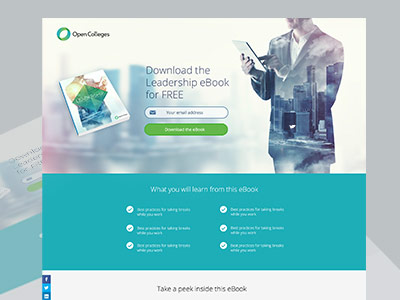 Open Colleges
Download the
Leadership eBook
for FREE
Your email address
Download the eBook
What you will learn from this eBook
Best practices for taking breaks
while you work
Best practices for taking breaks
while you work
Best practices for taking breaks
while you work
Best practices for taking breaks
while you work
Best practices for taking breaks
while you work
Best practices for taking breaks
while you work
Take a peek inside this eBook